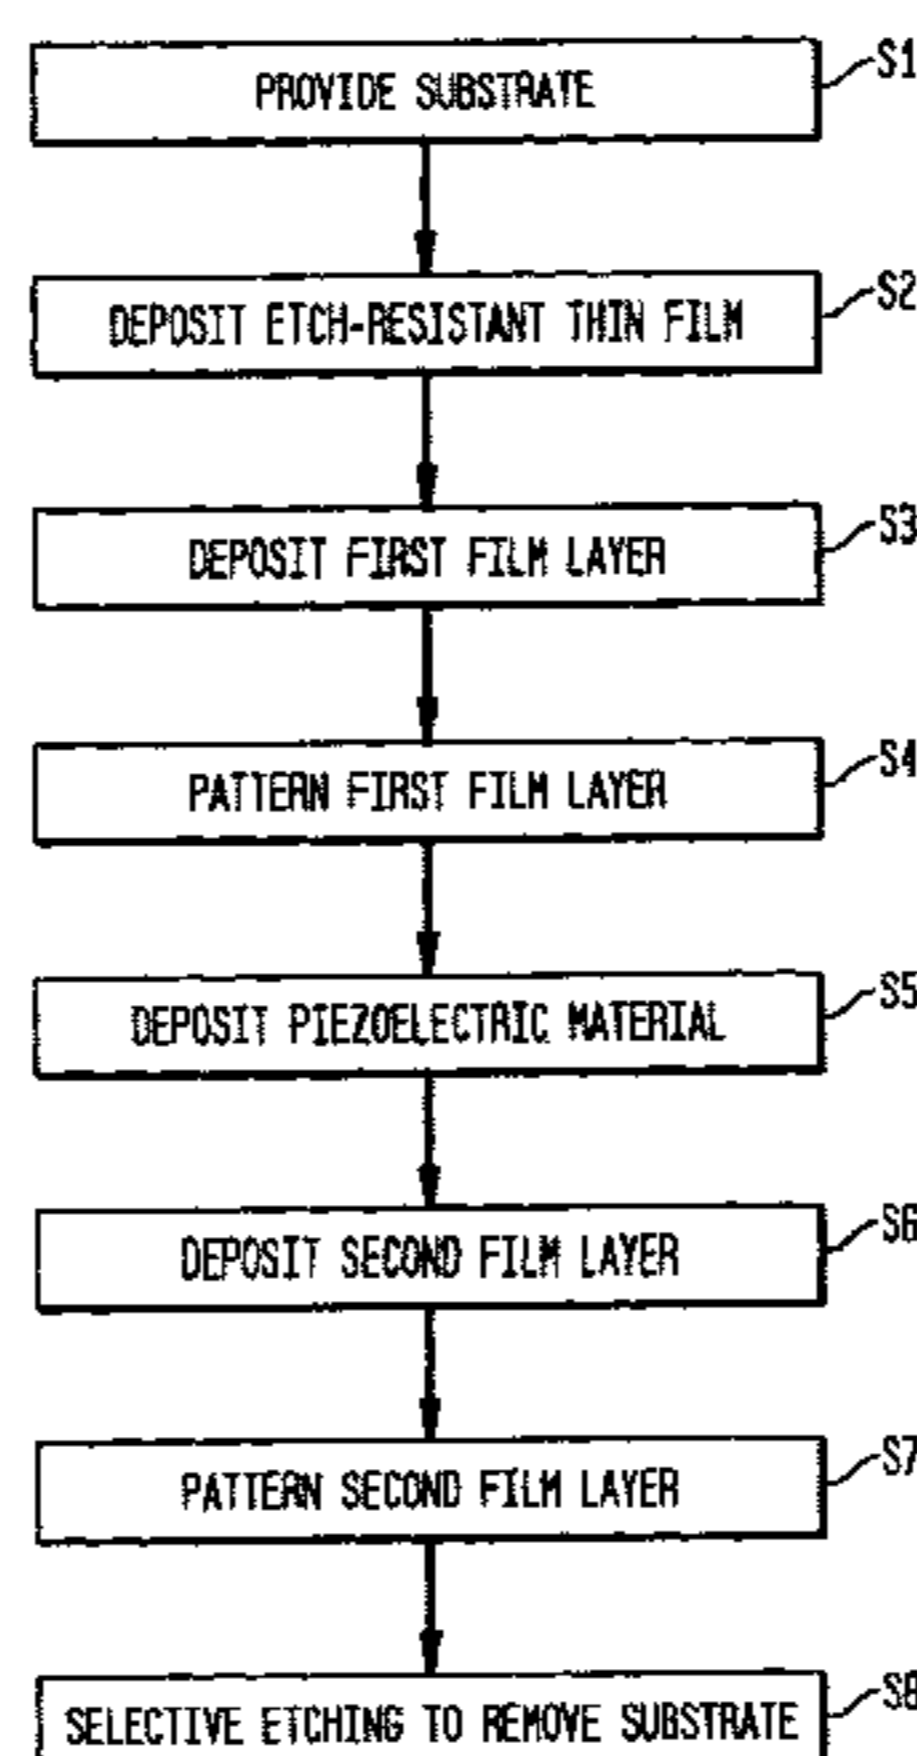 PROVIDE SUBSTRATE S1
DEPOSIT ETCH-RESISTANT THIN FILM S2
DEPOSIT FIRST FILM LAYER S3
PATTERN FIRST FILM LAYER S4
DEPOSIT PIEZOELECTRIC MATERIAL S5
DEPOSIT SECOND FILM LAYER S6
PATTERN SECOND FILM LAYER S7
SELECTIVE ETCHING TO REMOVE SUBSTRATE S8